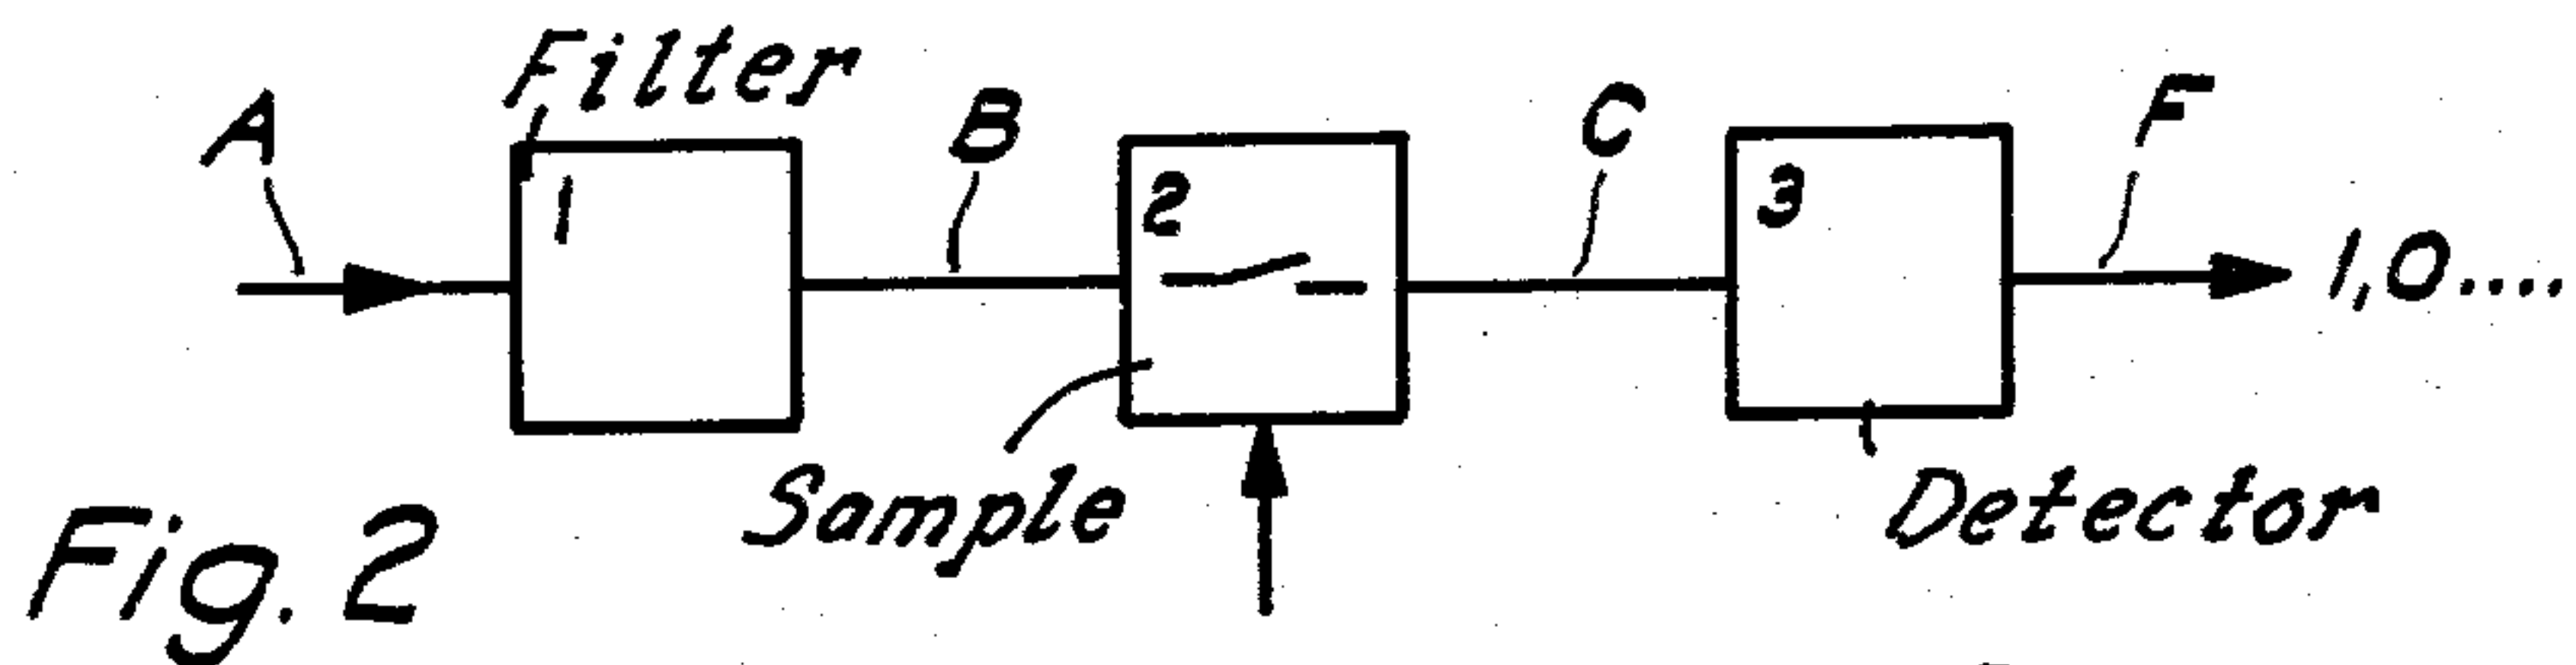 Filter
A
B
C
F
1
2
3
1,0....
Sample
Detector
Fig. 2